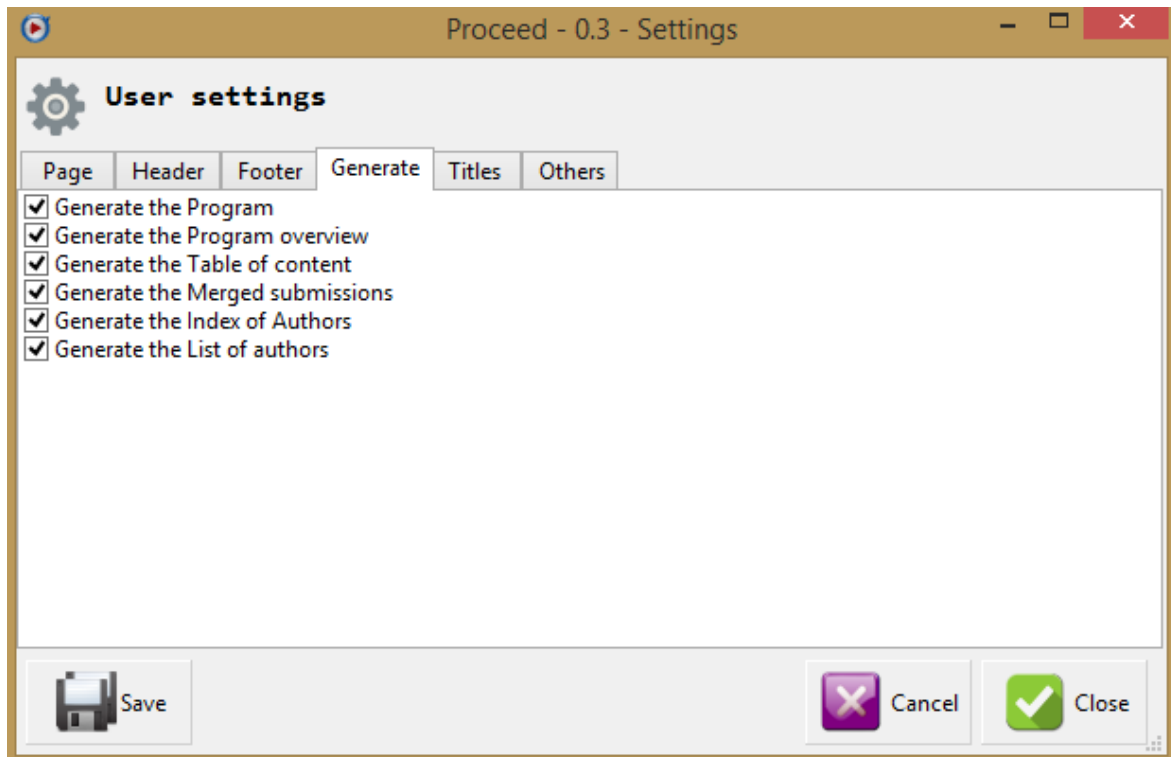 Proceed - 0.3 - Settings
User settings
Page Header Footer Generate Titles Others
Generate the Program
Generate the Program overview
Generate the Table of content
Generate the Merged submissions
Generate the Index of Authors
Generate the List of authors
Save Cancel Close